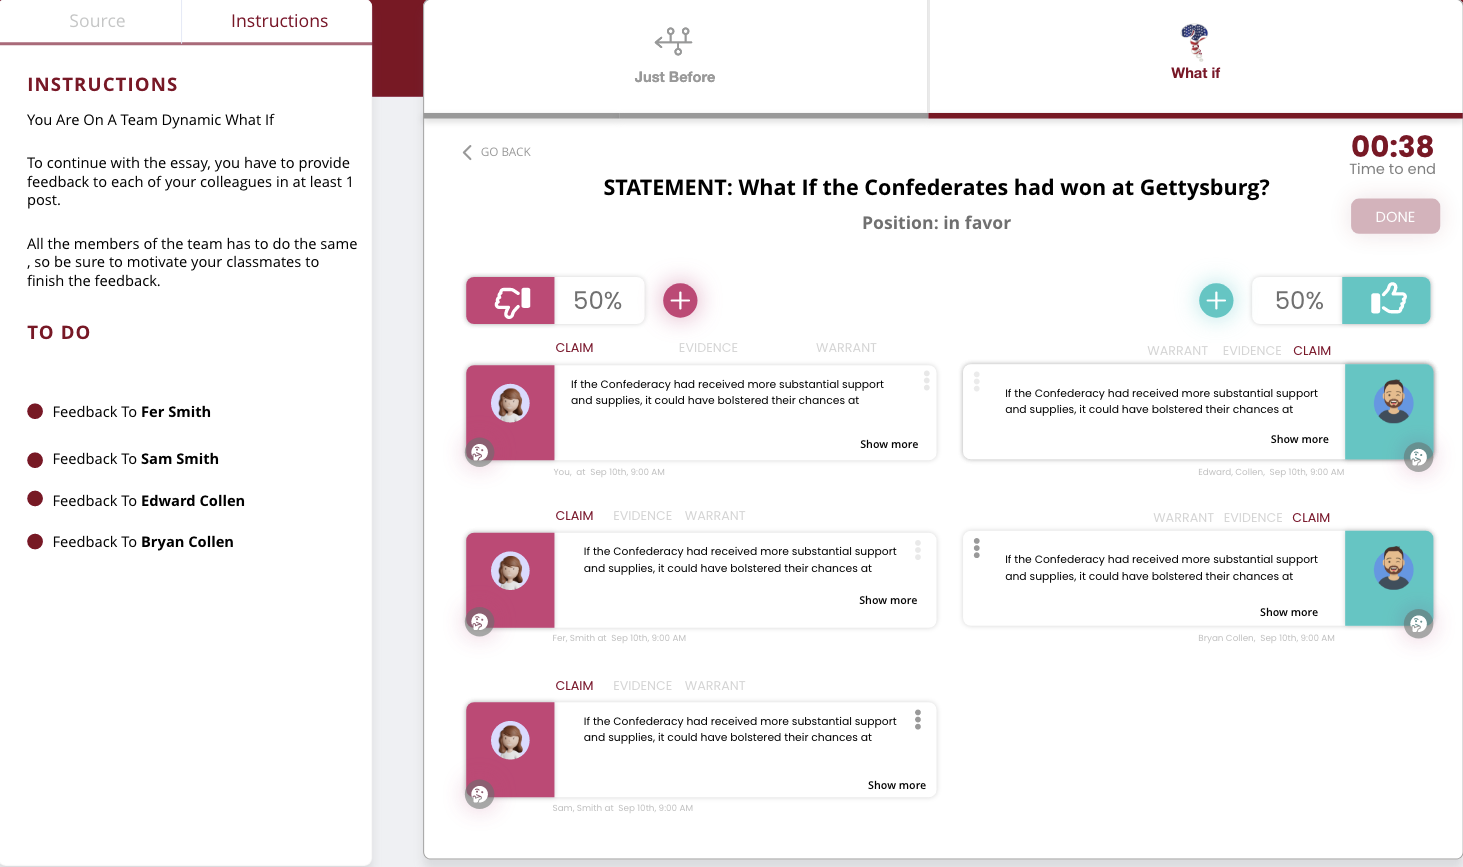 Source
Instructions
INSTRUCTIONS
You Are On A Team Dynamic What If
To continue with the essay, you have to provide
feedback to each of your colleagues in at least 1
post.
All the members of the team has to do the same
, so be sure to motivate your classmates to
finish the feedback.
TO DO
Feedback To Fer Smith
Feedback To Sam Smith
Feedback To Edward Collen
Feedback To Bryan Collen
Just Before
What if
GO BACK
00:38
Time to end
DONE
STATEMENT: What If the Confederates had won at Gettysburg?
Position: in favor
50%
50%
CLAIM EVIDENCE WARRANT
If the Confederacy had received more substantial support
and supplies, it could have bolstered their chances at
Show more
You, at Sep 10th, 9:00 AM
WARRANT EVIDENCE CLAIM
If the Confederacy had received more substantial support
and supplies, it could have bolstered their chances at
Show more
Edward, Collen, Sep 10th, 9:00 AM
CLAIM EVIDENCE WARRANT
If the Confederacy had received more substantial support
and supplies, it could have bolstered their chances at
Show more
Fer, Smith at Sep 10th, 9:00 AM
WARRANT EVIDENCE CLAIM
If the Confederacy had received more substantial support
and supplies, it could have bolstered their chances at
Show more
Bryan Collen, Sep 10th, 9:00 AM
CLAIM EVIDENCE WARRANT
If the Confederacy had received more substantial support
and supplies, it could have bolstered their chances at
Show more
Sam, Smith at Sep 10th, 9:00 AM